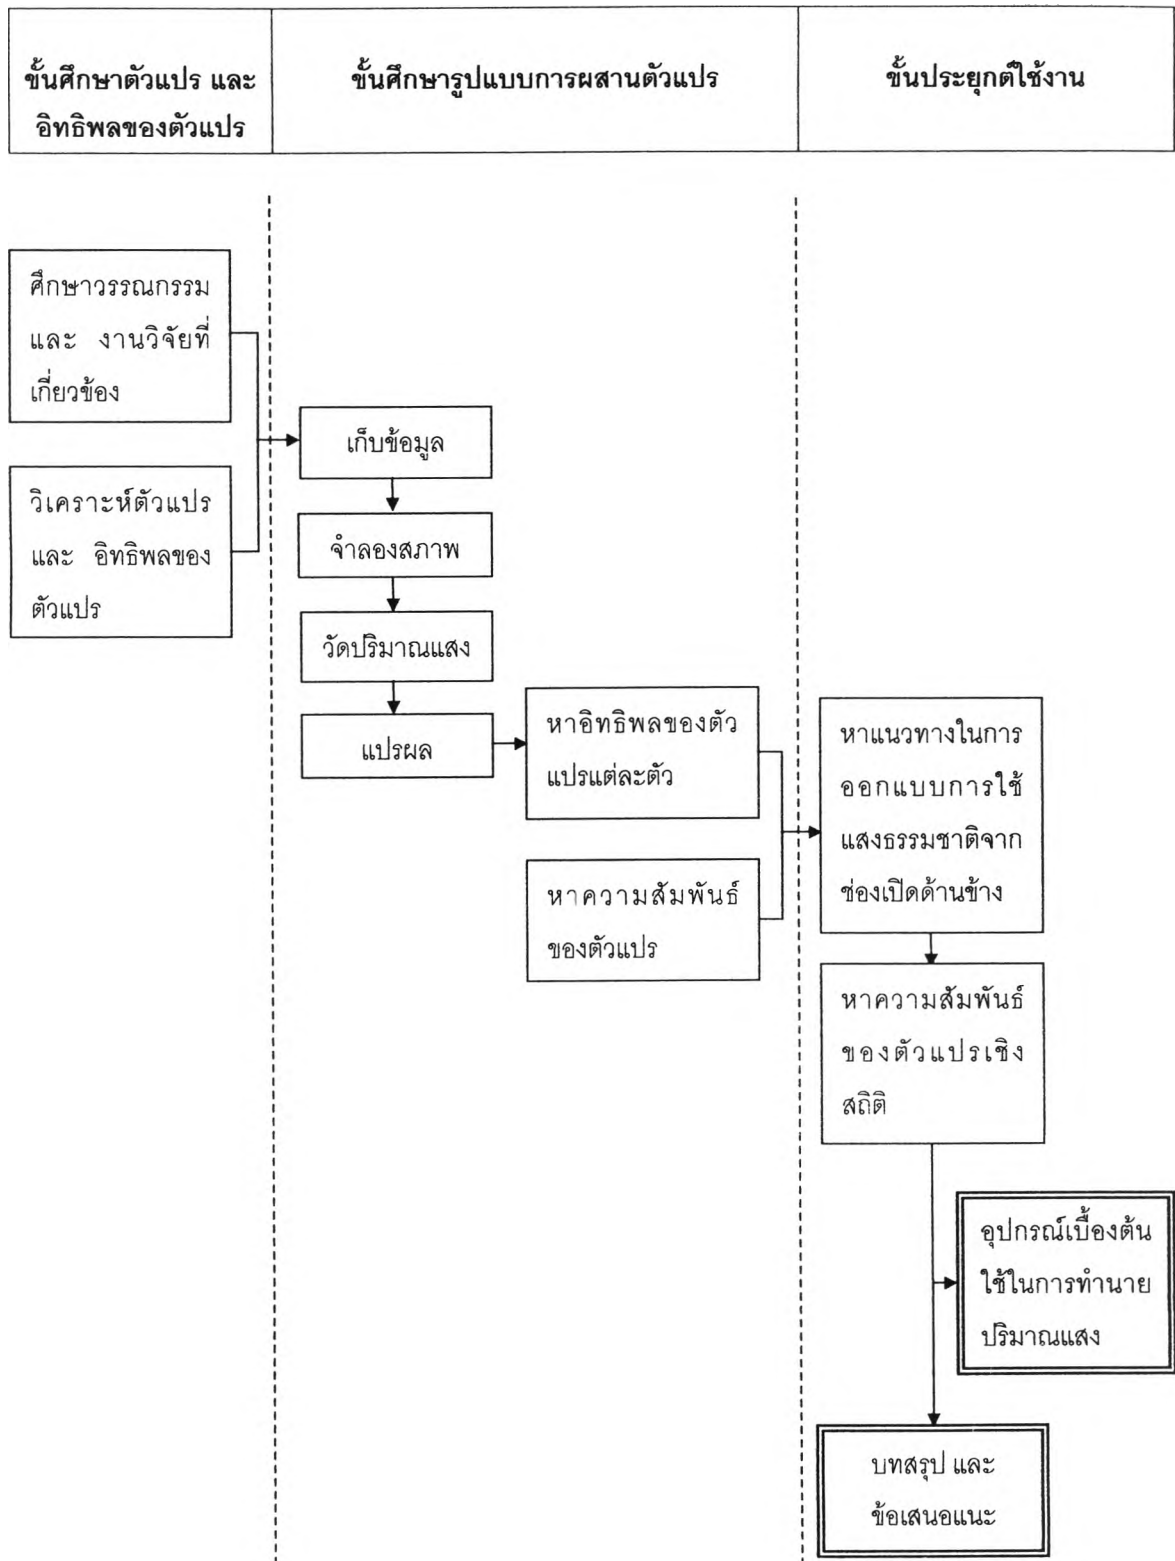 ขั้นศึกษาตัวแปร และ
อิทธิพลของตัวแปร
ขั้นศึกษารูปแบบการผสานตัวแปร
ขั้นประยุกต์ใช้งาน
ศึกษาวรรณกรรม
และ งานวิจัยที่
เกี่ยวข้อง
วิเคราะห์ตัวแปร
และ อิทธิพลของ
ตัวแปร
เก็บข้อมูล
จำลองสภาพ
วัดปริมาณแสง
แปรผล
หาอิทธิพลของตัว
แปรแต่ละตัว
หาความสัมพันธ์
ของตัวแปร
หาแนวทางในการ
ออกแบบการใช้
แสงธรรมชาติจาก
ช่องเปิดด้านข้าง
หาความสัมพันธ์
ของตัวแปรเชิง
สถิติ
อุปกรณ์เบื้องต้น
ใช้ในการทำนาย
ปริมาณแสง
บทสรุป และ
ข้อเสนอแนะ